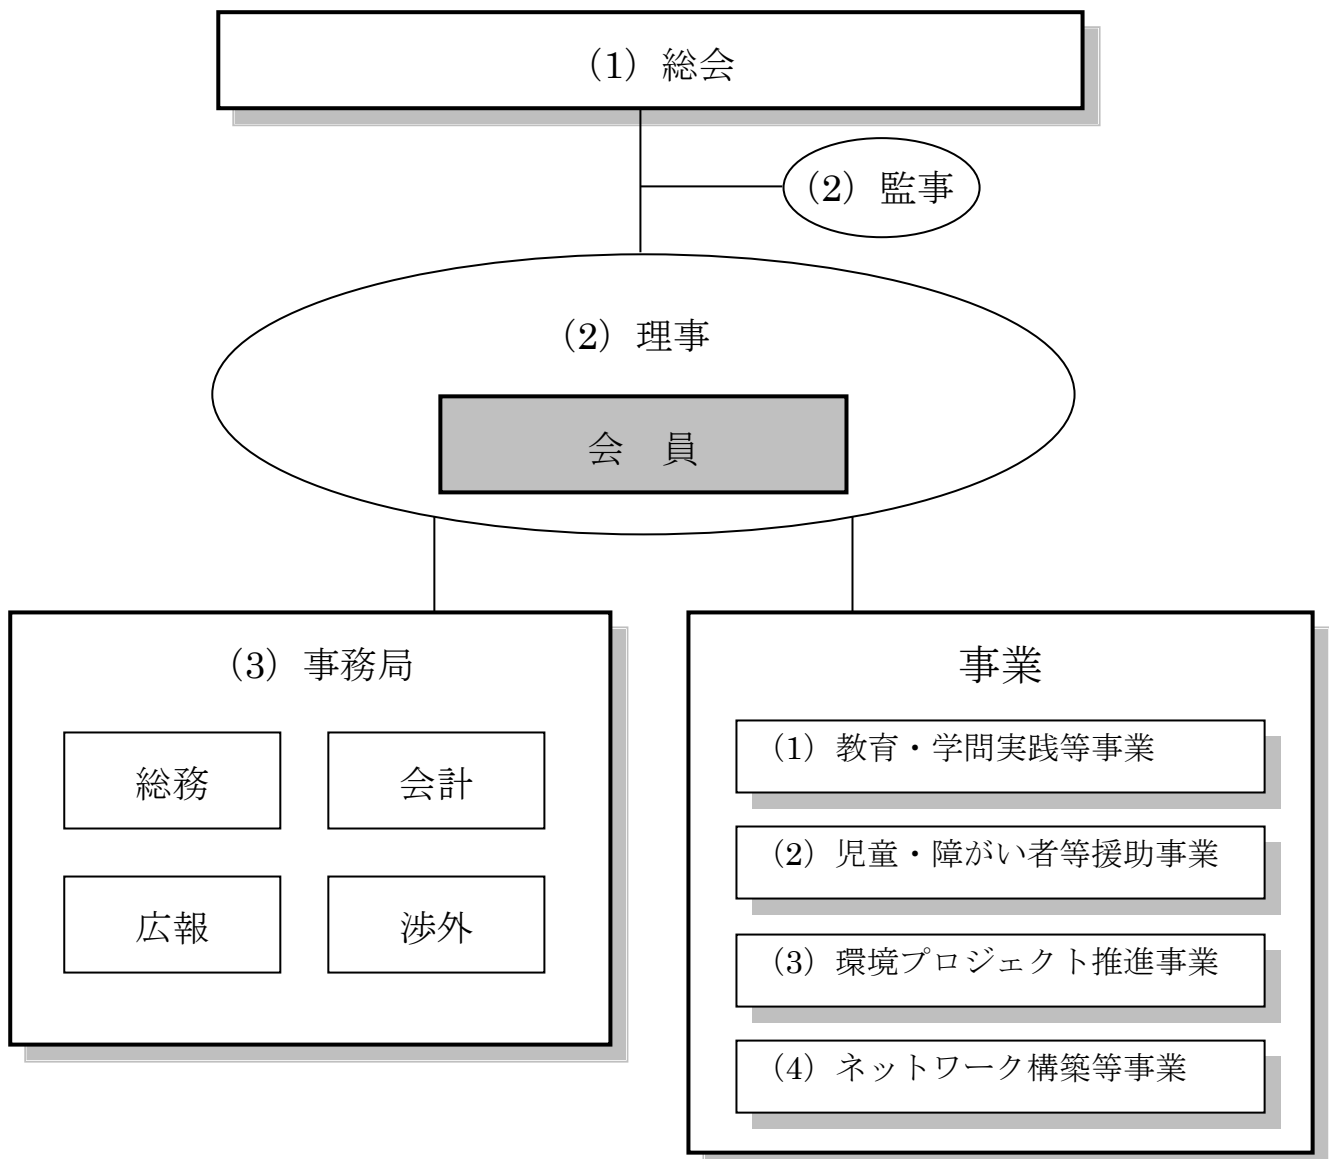 （1）総会
（2）監事
（2）理事
会　員
（3）事務局
総務
会計
広報
渉外
事業
（1）教育・学問実践等事業
（2）児童・障がい者等援助事業
（3）環境プロジェクト推進事業
（4）ネットワーク構築等事業